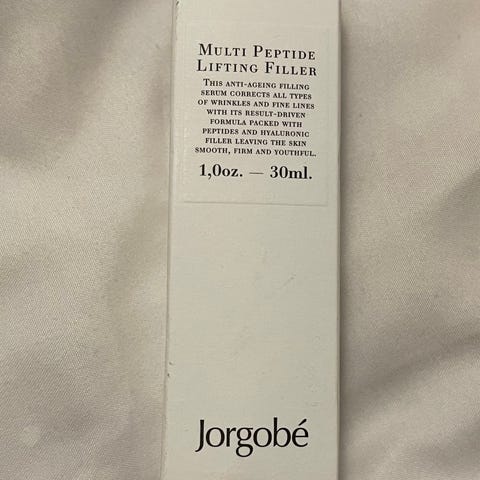 Multi Peptide
Lifting Filler
This anti-ageing filling
serum corrects all types
of wrinkles and fine lines
with its result-driven
formula packed with
peptides and hyaluronic
filler leaving the skin
smooth, firm and youthful.
1,0oz. — 30ml.
Jorgobé